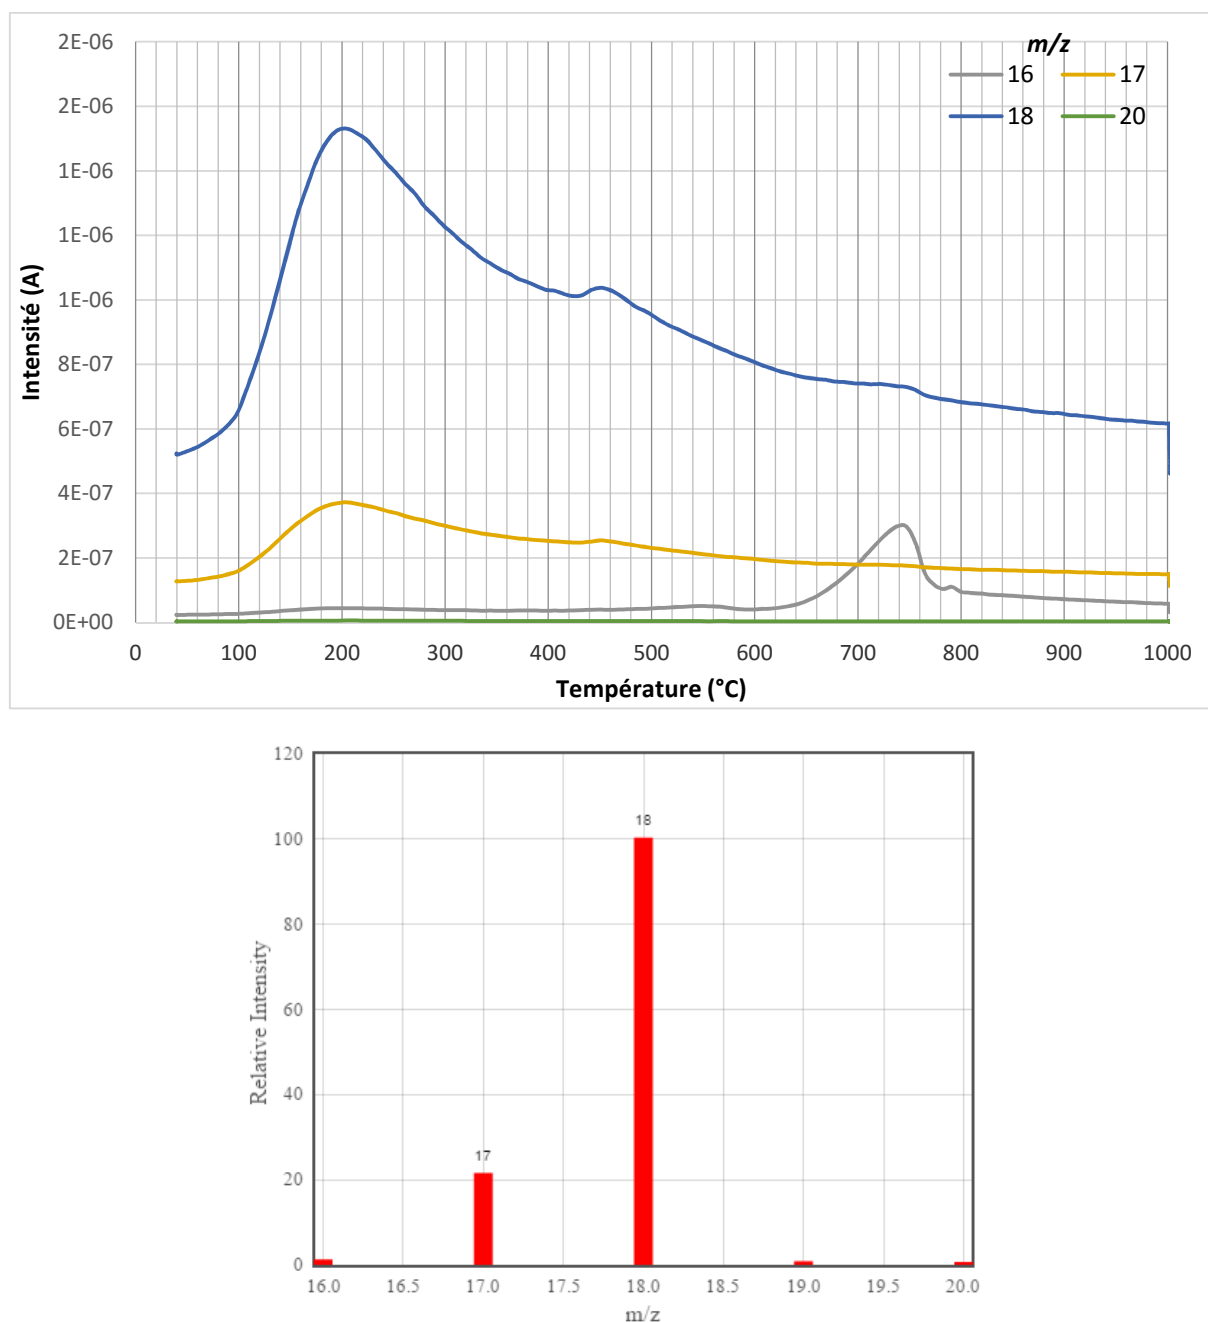 2E-06
m/z
16 17
2E-06
18 20
1E-06
1E-06
1E-06
8E-07
6E-07
4E-07
2E-07
0E+00
Intensité (A)
0 100 200 300 400 500 600 700 800 900 1000
Température (°C)
120
100
80
60
40
20
0
Relative Intensity
18
17
16.0 16.5 17.0 17.5 18.0 18.5 19.0 19.5 20.0
m/z